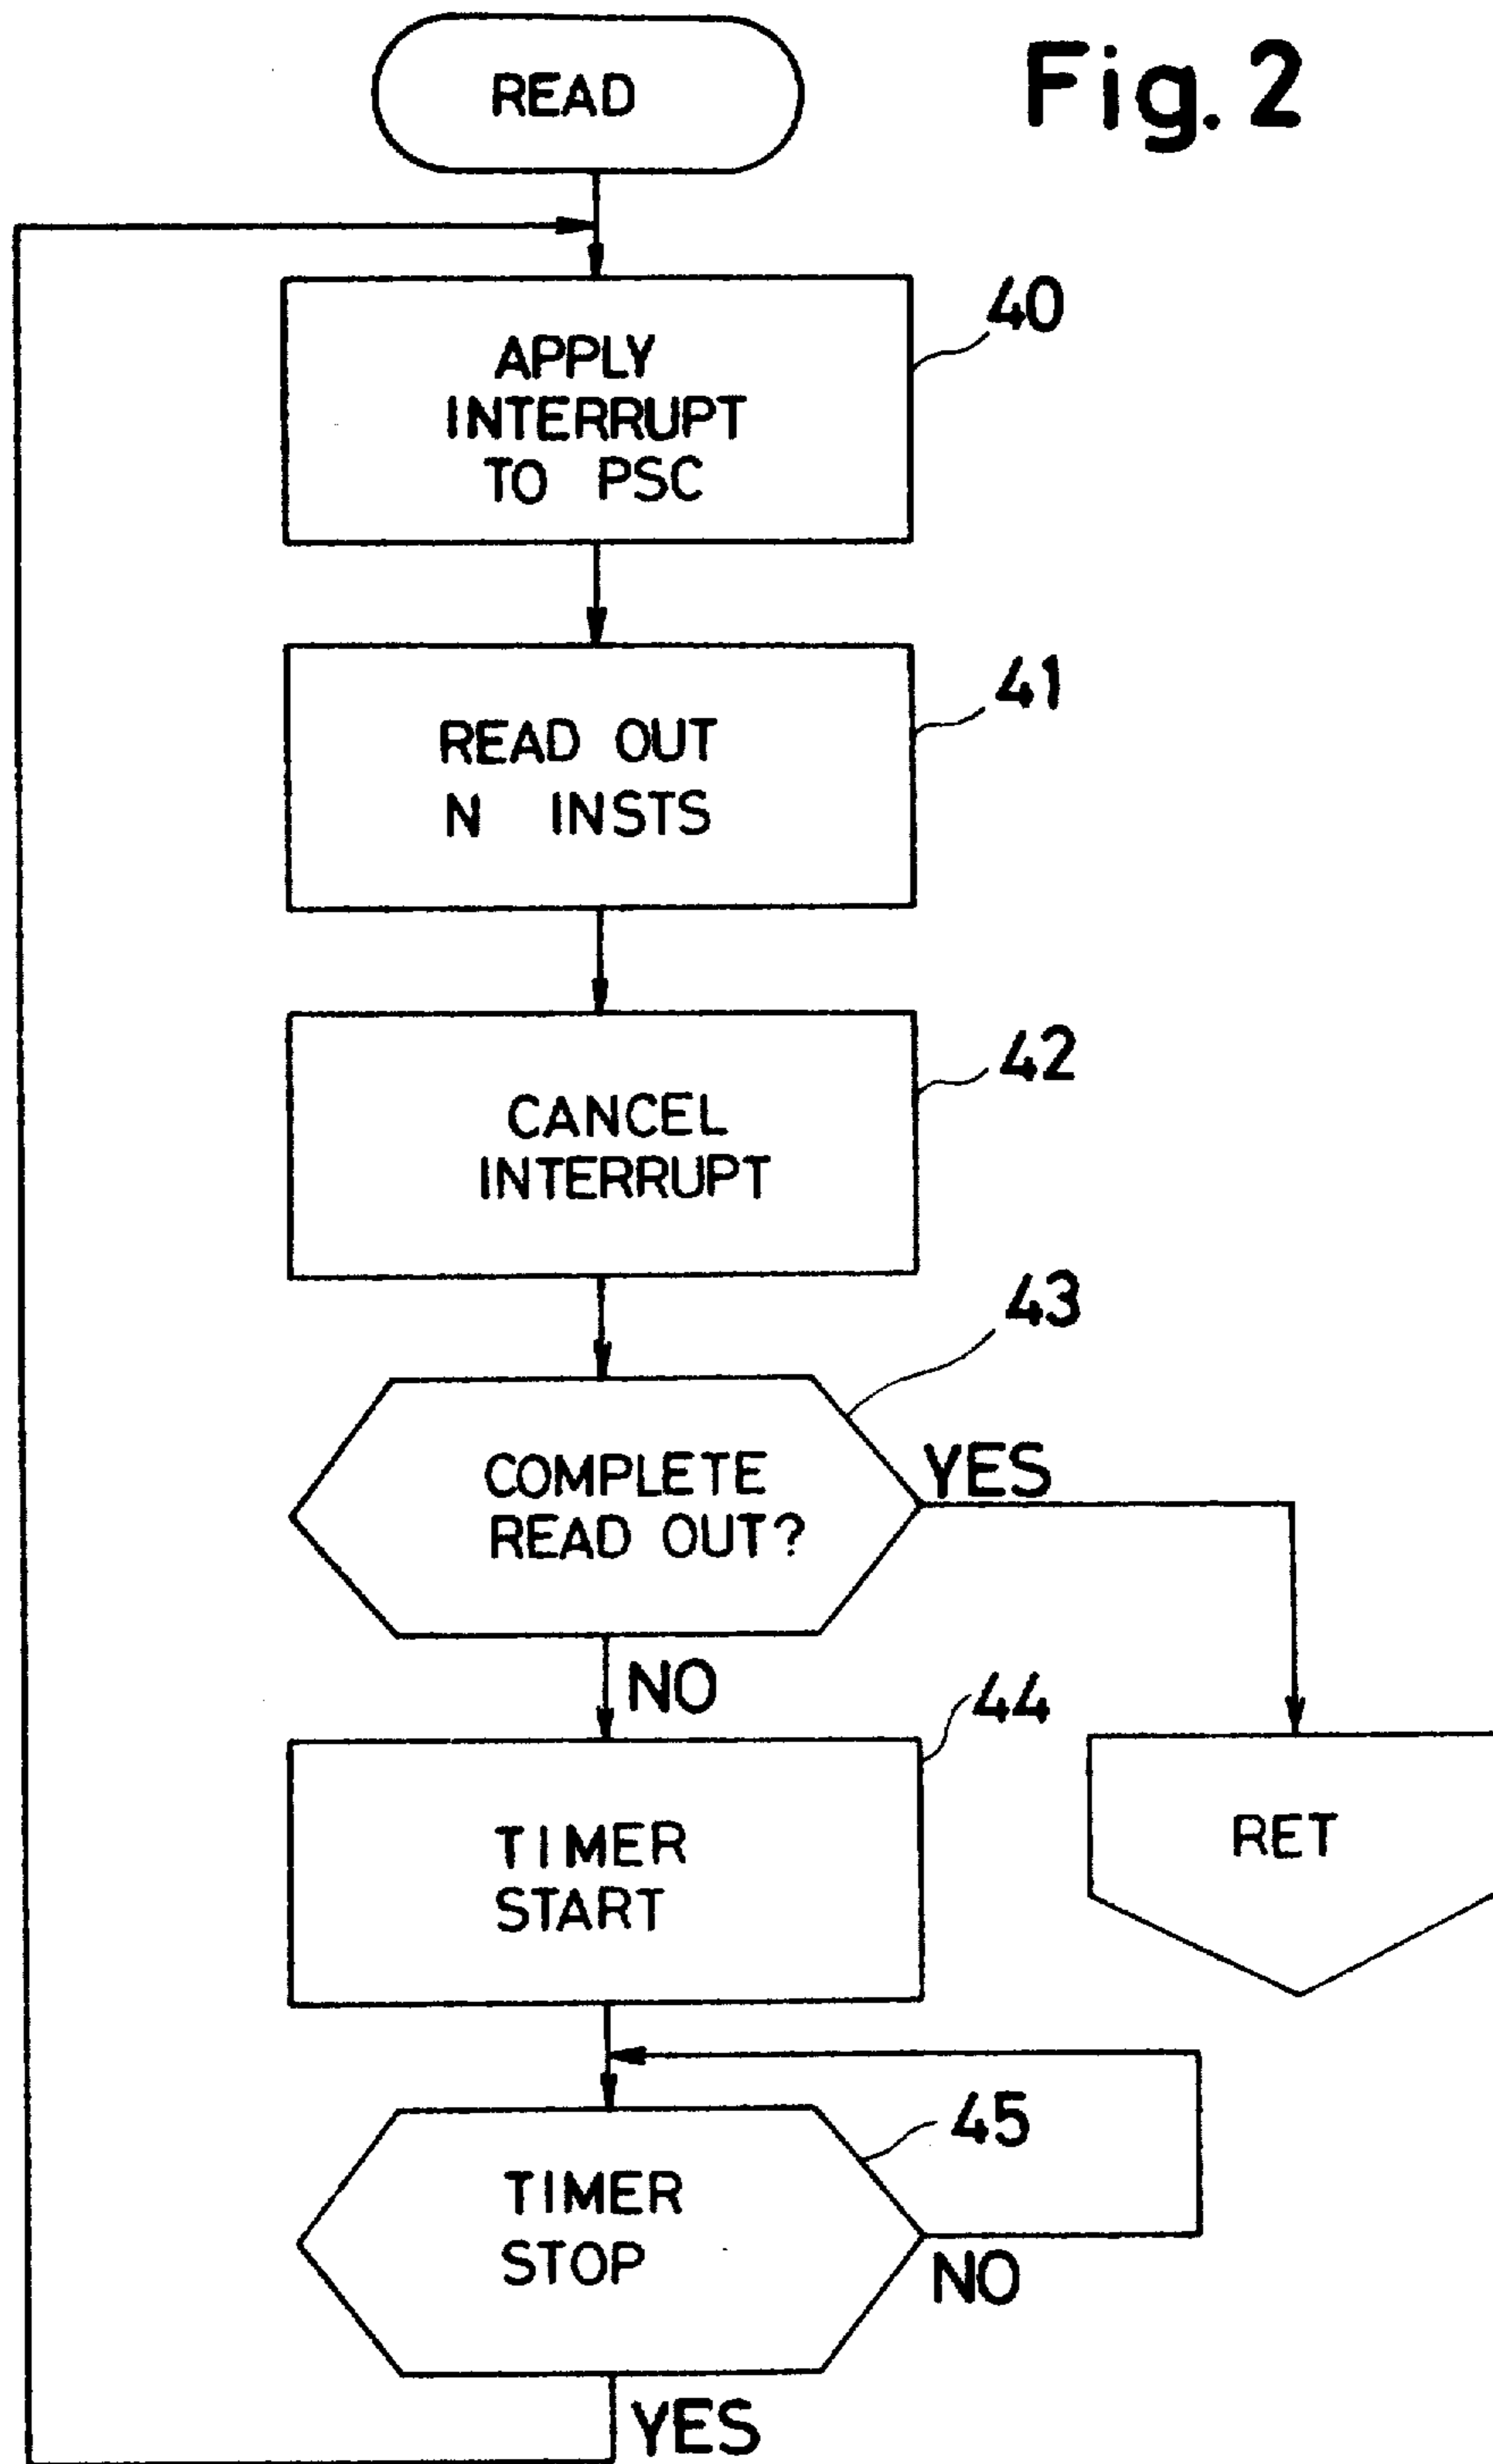 Fig. 2
READ
APPLY
INTERRUPT
TO PSC
40
READ OUT
N INSTS
41
CANCEL
INTERRUPT
42
43
COMPLETE
READ OUT?
YES
NO
44
TIMER
START
RET
45
TIMER
STOP
NO
YES